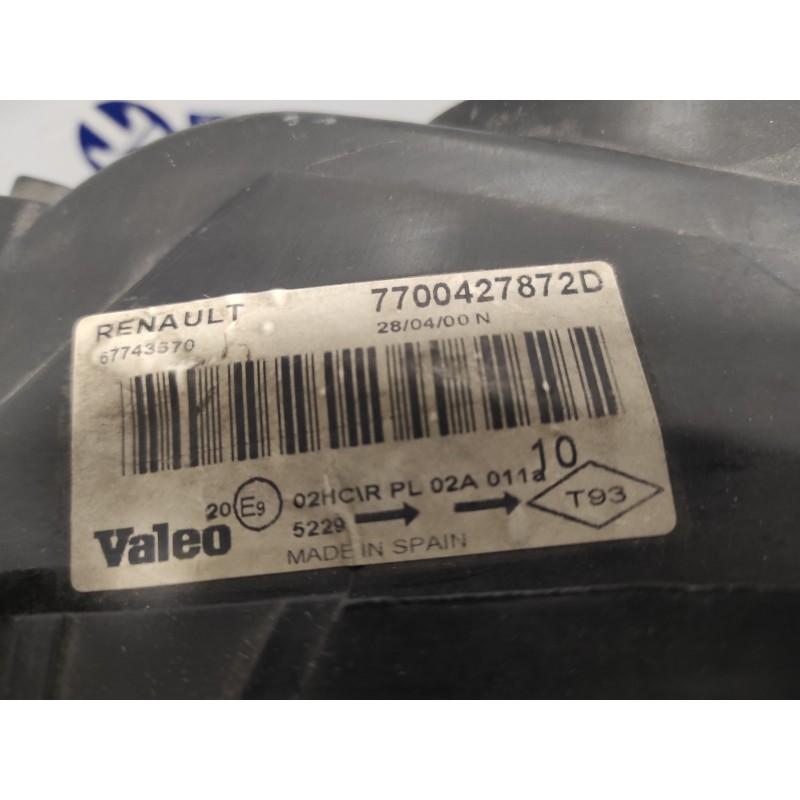 RENAULT 7700427872D
67743570 28/04/00 N
10
20 E9 02HC\R PL 02A 011a
5229 T93
Valeo MADE IN SPAIN